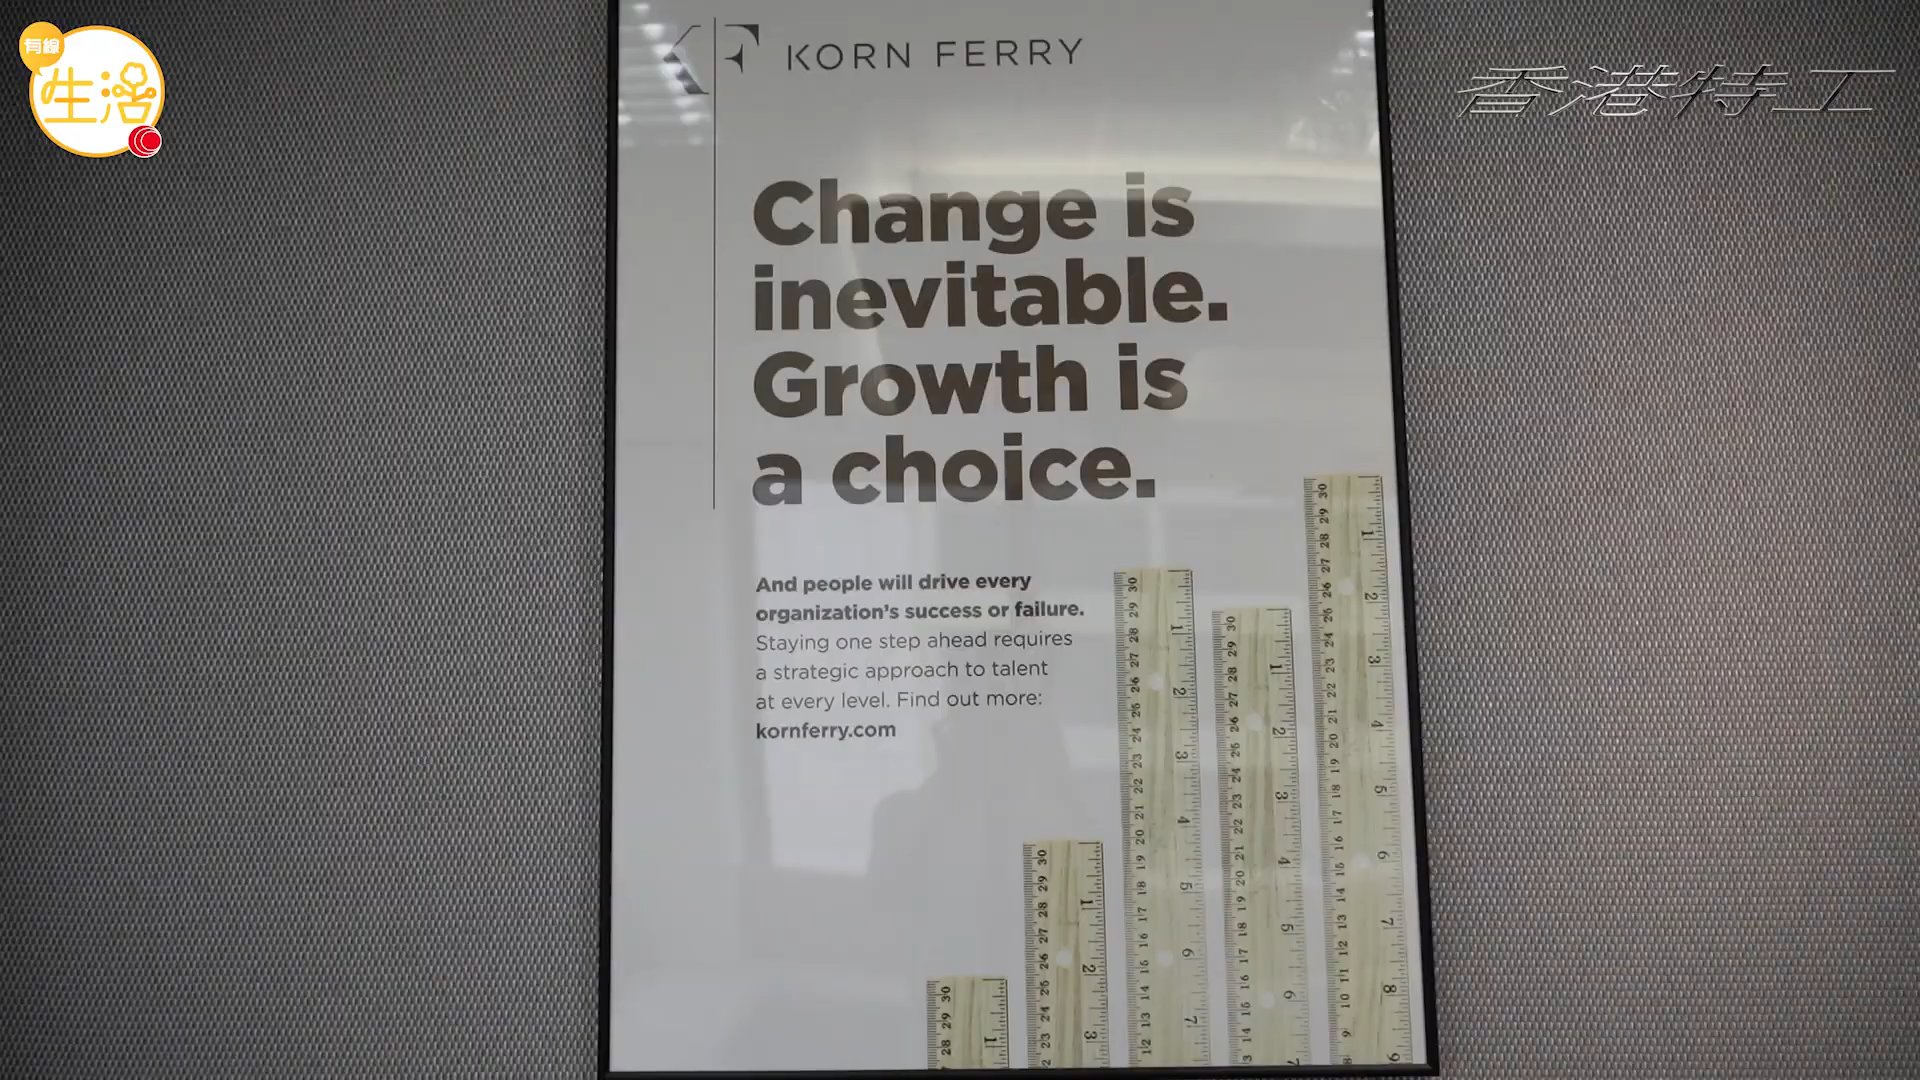 有線
生活
香港特工
KF KORN FERRY
Change is
inevitable.
Growth is
a choice.
And people will drive every
organization's success or failure.
Staying one step ahead requires
a strategic approach to talent
at every level. Find out more:
kornferry.com